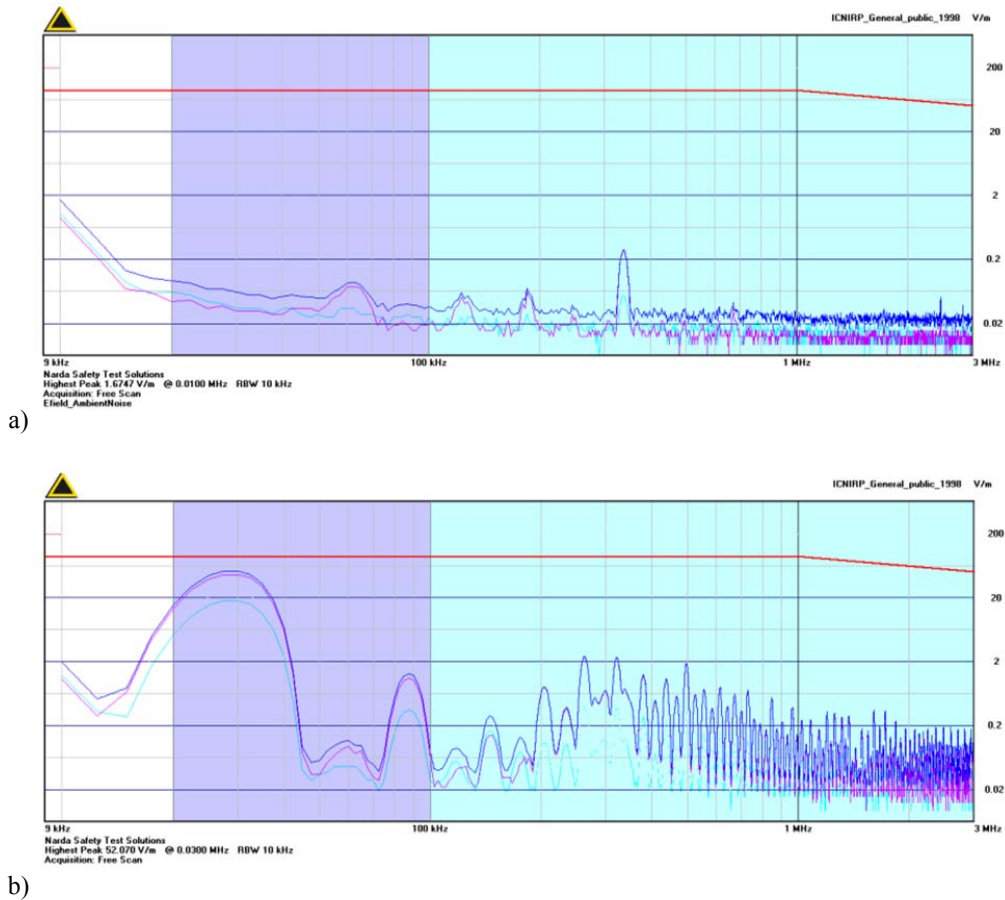 ICNIRP_General_public_1998 V/m
200
20
2
0.2
0.02
9 kHz 100 kHz 1 MHz 3 MHz
Narda Safety Test Solutions
Highest Peak 1.6747 V/m @ 0.0100 MHz RBW 10 kHz
Acquisition: Free Scan
Efield_AmbientNoise
a)
ICNIRP_General_public_1998 V/m
200
20
2
0.2
0.02
9 kHz 100 kHz 1 MHz 3 MHz
Narda Safety Test Solutions
Highest Peak 52.070 V/m @ 0.0300 MHz RBW 10 kHz
Acquisition: Free Scan
b)